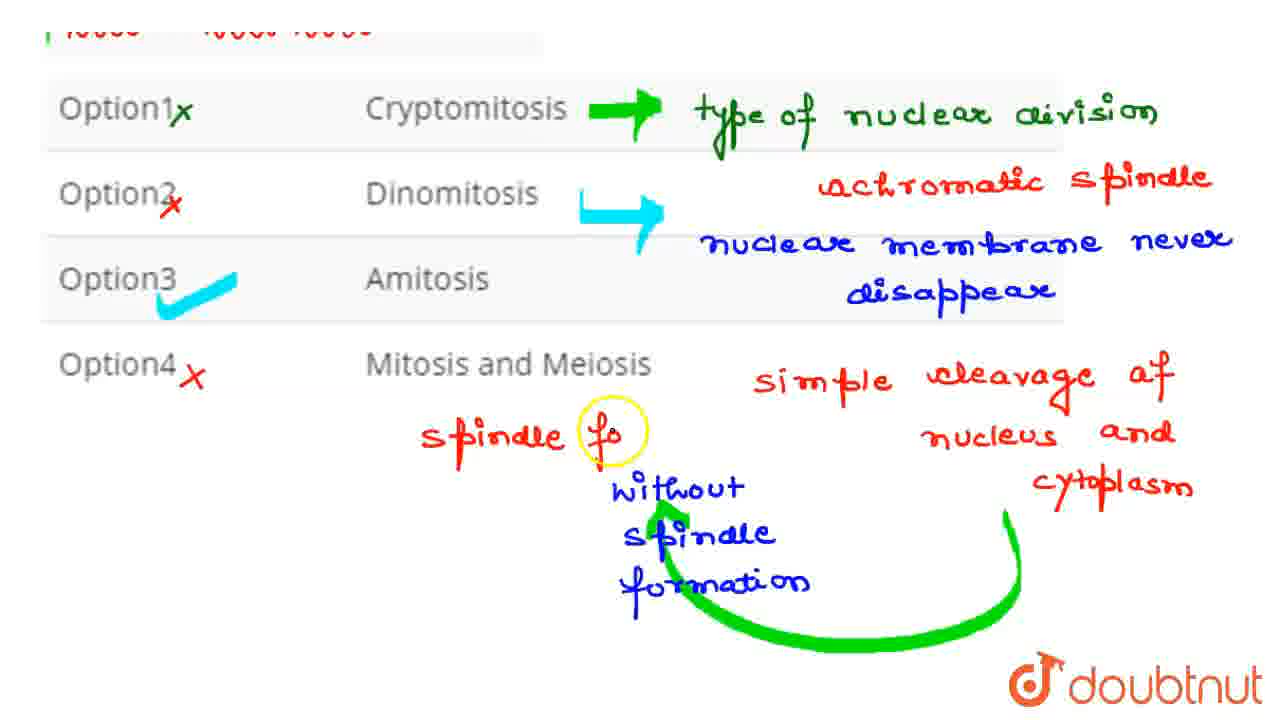 Option1 x Cryptomitosis type of nuclear division
achromatic spindle
Option2 x Dinomitosis
nuclear membrane never
disappear
Option3 Amitosis
Option4 x Mitosis and Meiosis
simple cleavage of
nucleus and
cytoplasm
spindle fo
without
spindle
formation
doubtnut